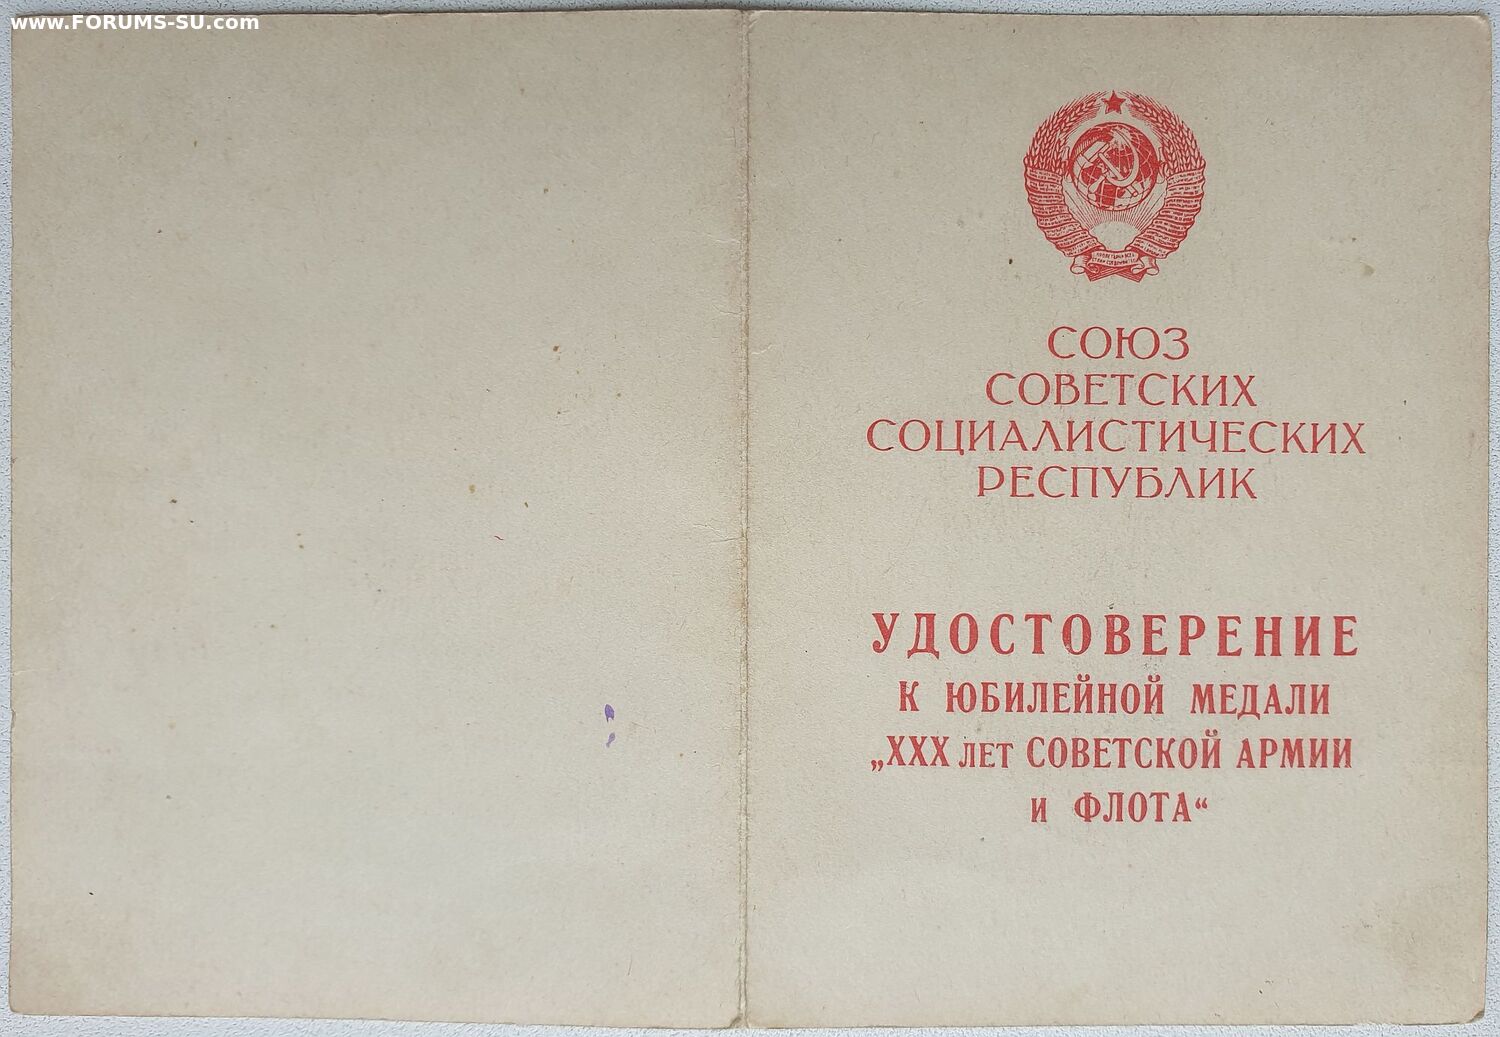 www.FORUMS-SU.com
СОЮЗ
СОВЕТСКИХ
СОЦИАЛИСТИЧЕСКИХ
РЕСПУБЛИК
УДОСТОВЕРЕНИЕ
К ЮБИЛЕЙНОЙ МЕДАЛИ
„XXX ЛЕТ СОВЕТСКОЙ АРМИИ
И ФЛОТА“